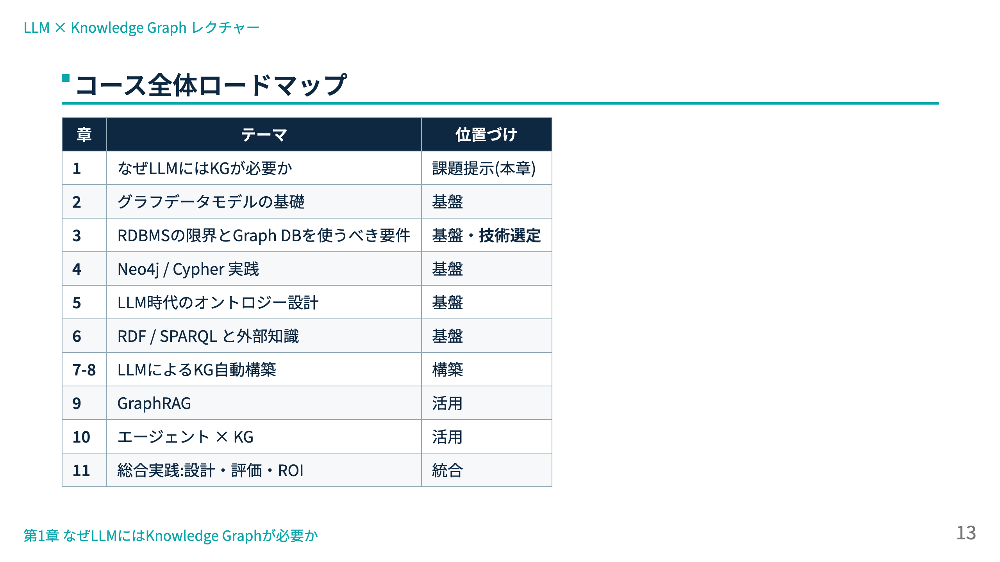 LLM × Knowledge Graph レクチャー
コース全体ロードマップ
章 テーマ 位置づけ
1 なぜLLMにはKGが必要か 課題提示(本章)
2 グラフデータモデルの基礎 基盤
3 RDBMSの限界とGraph DBを使うべき要件 基盤・技術選定
4 Neo4j / Cypher 実践 基盤
5 LLM時代のオントロジー設計 基盤
6 RDF / SPARQL と外部知識 基盤
7-8 LLMによるKG自動構築 構築
9 GraphRAG 活用
10 エージェント × KG 活用
11 総合実践:設計・評価・ROI 統合
第1章 なぜLLMにはKnowledge Graphが必要か
13